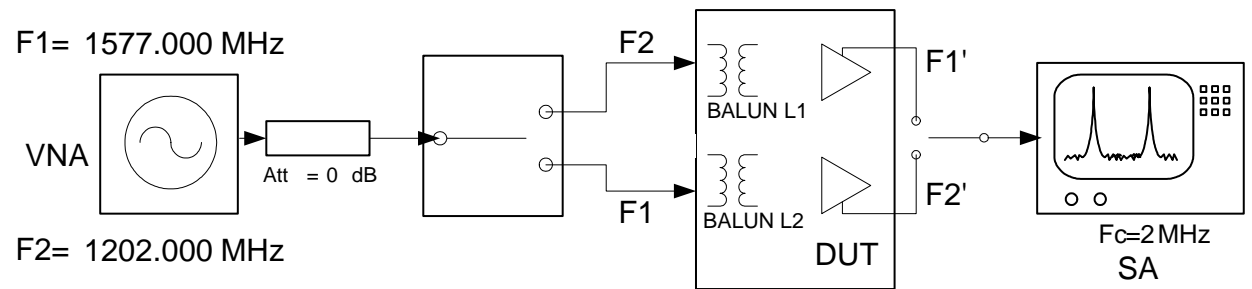 F1= 1577.000 MHz
VNA
Att = 0 dB
F2= 1202.000 MHz
F2
F1
BALUN L1
BALUN L2
F1'
F2'
DUT
Fc=2 MHz
SA